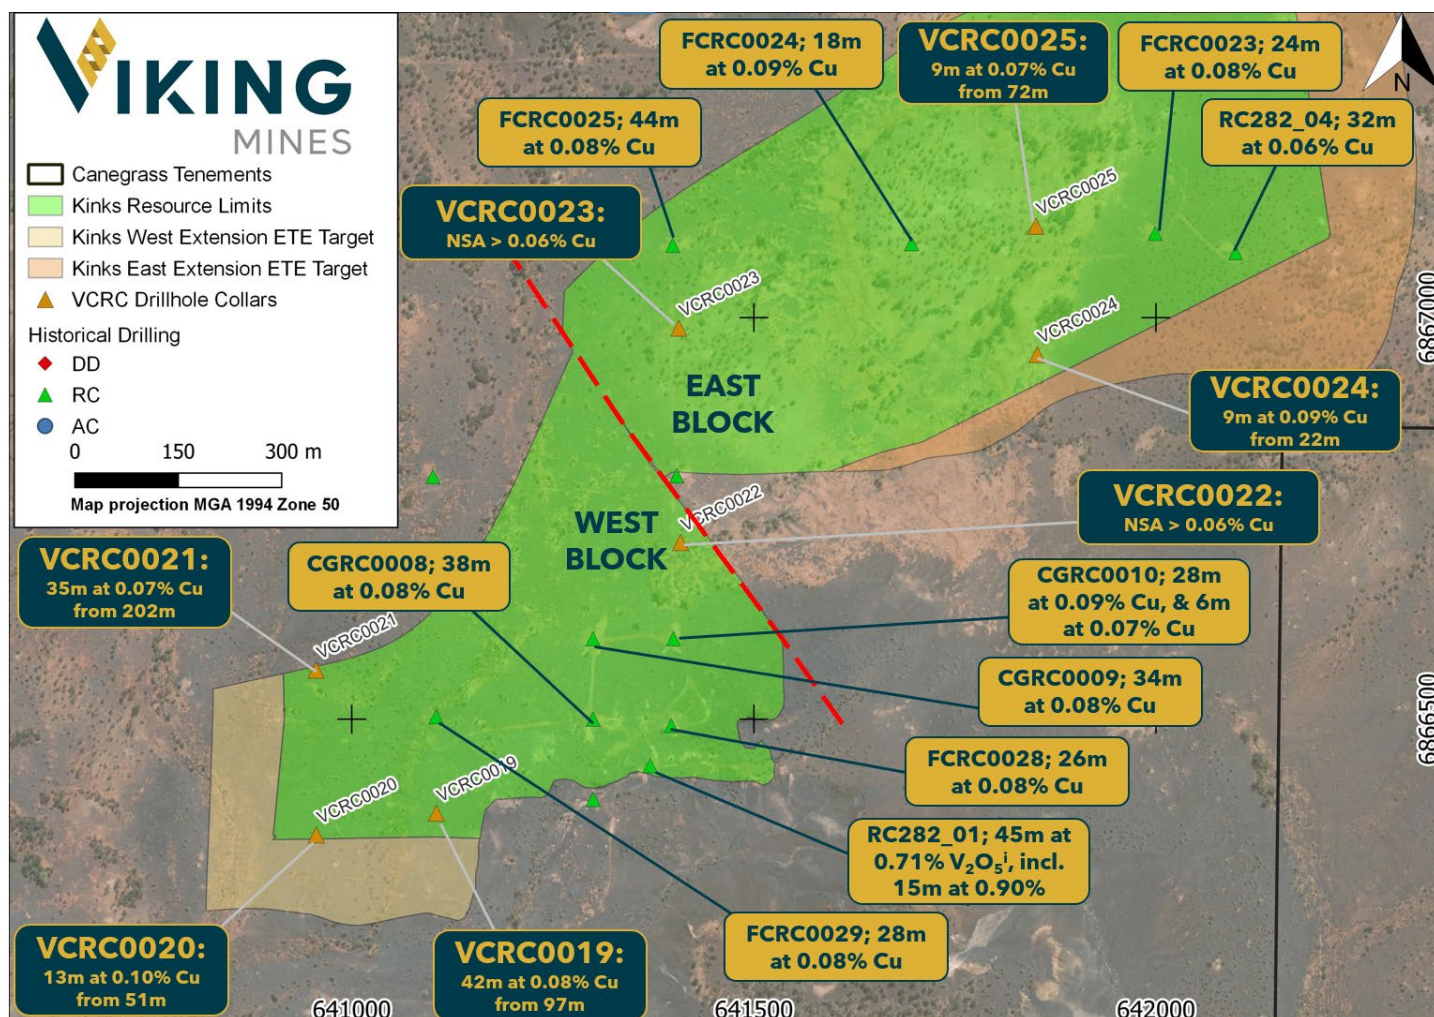 VIKING
MINES
Canegrass Tenements
Kinks Resource Limits
Kinks West Extension ETE Target
Kinks East Extension ETE Target
VCRC Drillhole Collars
Historical Drilling
DD
RC
AC
0 150 300 m
Map projection MGA 1994 Zone 50
FCRC0024; 18m
at 0.09% Cu
VCRC0025:
9m at 0.07% Cu
from 72m
FCRC0023; 24m
at 0.08% Cu
N
FCRC0025; 44m
at 0.08% Cu
RC282_04; 32m
at 0.06% Cu
VCRC0023:
NSA > 0.06% Cu
VCRC0025
VCRC0023
VCRC0024
6867000
EAST
BLOCK
VCRC0024:
9m at 0.09% Cu
from 22m
VCRC0022
WEST
BLOCK
VCRC0022:
NSA > 0.06% Cu
VCRC0021:
35m at 0.07% Cu
from 202m
CGRC0008; 38m
at 0.08% Cu
CGRC0010; 28m
at 0.09% Cu, & 6m
at 0.07% Cu
VCRC0021
CGRC0009; 34m
at 0.08% Cu
6866500
FCRC0028; 26m
at 0.08% Cu
VCRC0020
VCRC0019
RC282_01; 45m at
0.71% V₂O₅ⁱ, incl.
15m at 0.90%
FCRC0029; 28m
at 0.08% Cu
VCRC0020:
13m at 0.10% Cu
from 51m
VCRC0019:
42m at 0.08% Cu
from 97m
641000
641500
642000